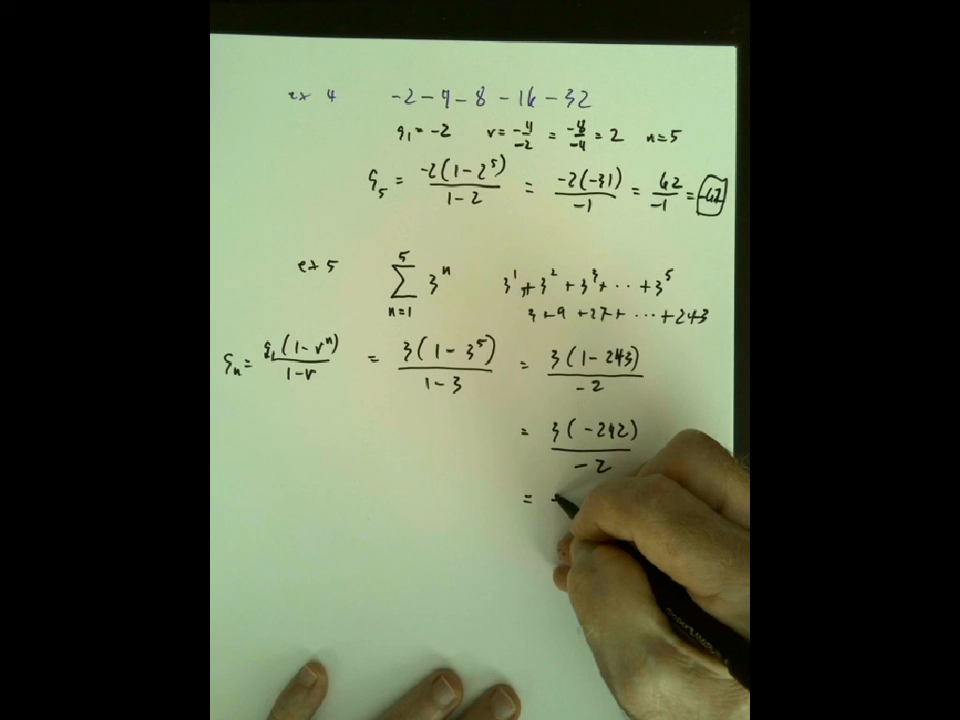 ex 4 -2 - 4 - 8 - 16 - 32
a₁ = -2 r = -4/-2 = -8/-4 = 2 n = 5
S₅ = -2(1-2⁵)/1-2 = -2(-31)/-1 = 62/-1 = -62
ex 5 5 ∑ n=1 3ⁿ 3¹ + 3² + 3³ + ... + 3⁵
3 + 9 + 27 + ... + 243
Sₙ = a₁(1-rⁿ)/1-r = 3(1-3⁵)/1-3 = 3(1-243)/-2
= 3(-242)/-2
= -